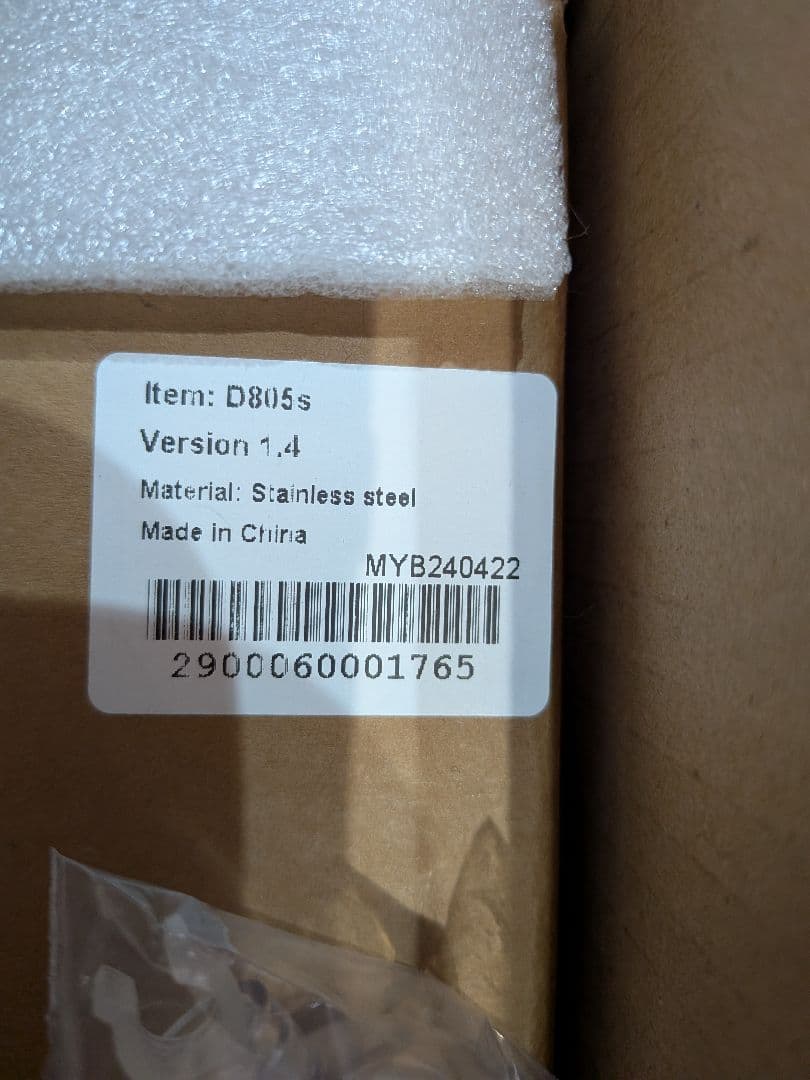 Item: D805s
Version 1.4
Material: Stainless steel
Made in China
MYB240422
2900060001765